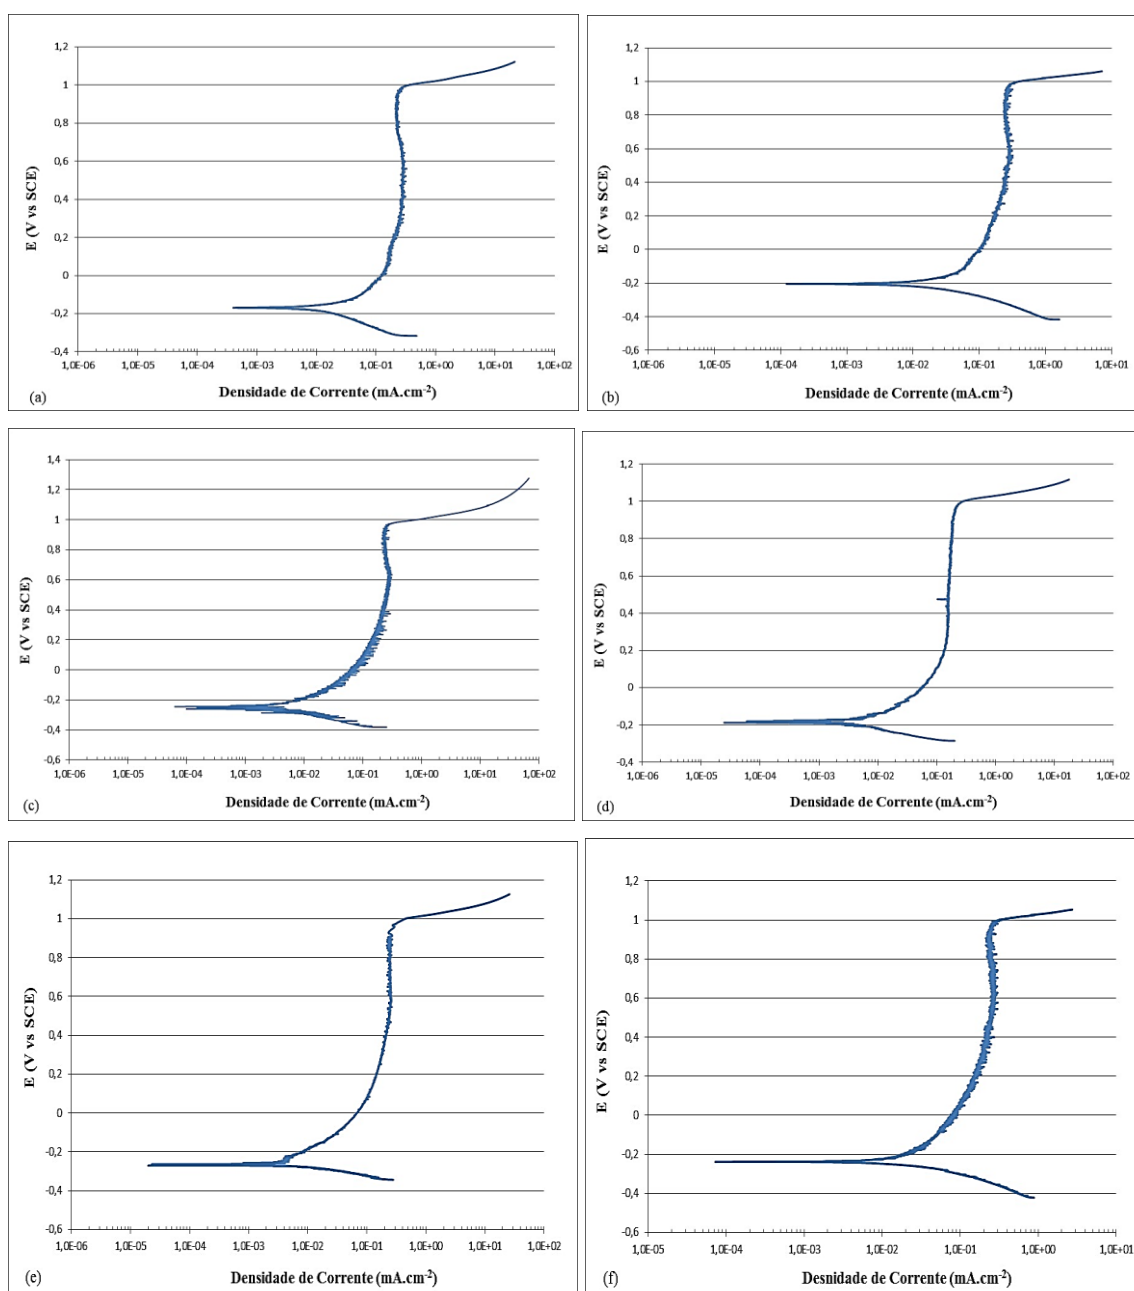 1,2
1
0,8
0,6
0,4
0,2
0
-0,2
-0,4
E (V vs SCE)
1,0E-06 1,0E-05 1,0E-04 1,0E-03 1,0E-02 1,0E-01 1,0E+00 1,0E+01 1,0E+02
Densidade de Corrente (mA.cm-2)
(a)
1,2
1
0,8
0,6
0,4
0,2
0
-0,2
-0,4
-0,6
E (V vs SCE)
1,0E-06 1,0E-05 1,0E-04 1,0E-03 1,0E-02 1,0E-01 1,0E+00 1,0E+01
Densidade de Corrente (mA.cm-2)
(b)
1,4
1,2
1
0,8
0,6
0,4
0,2
0
-0,2
-0,4
-0,6
E (V vs SCE)
1,0E-06 1,0E-05 1,0E-04 1,0E-03 1,0E-02 1,0E-01 1,0E+00 1,0E+01 1,0E+02
Densidade de Corrente (mA.cm-2)
(c)
1,2
1
0,8
0,6
0,4
0,2
0
-0,2
-0,4
E (V vs SCE)
1,0E-06 1,0E-05 1,0E-04 1,0E-03 1,0E-02 1,0E-01 1,0E+00 1,0E+01 1,0E+02
Densidade de Corrente (mA.cm-2)
(d)
1,2
1
0,8
0,6
0,4
0,2
0
-0,2
-0,4
-0,6
E (V vs SCE)
1,0E-06 1,0E-05 1,0E-04 1,0E-03 1,0E-02 1,0E-01 1,0E+00 1,0E+01 1,0E+02
Densidade de Corrente (mA.cm-2)
(e)
1,2
1
0,8
0,6
0,4
0,2
0
-0,2
-0,4
-0,6
E (V vs SCE)
1,0E-05 1,0E-04 1,0E-03 1,0E-02 1,0E-01 1,0E+00 1,0E+01
Desnidade de Corrente (mA.cm-2)
(f)